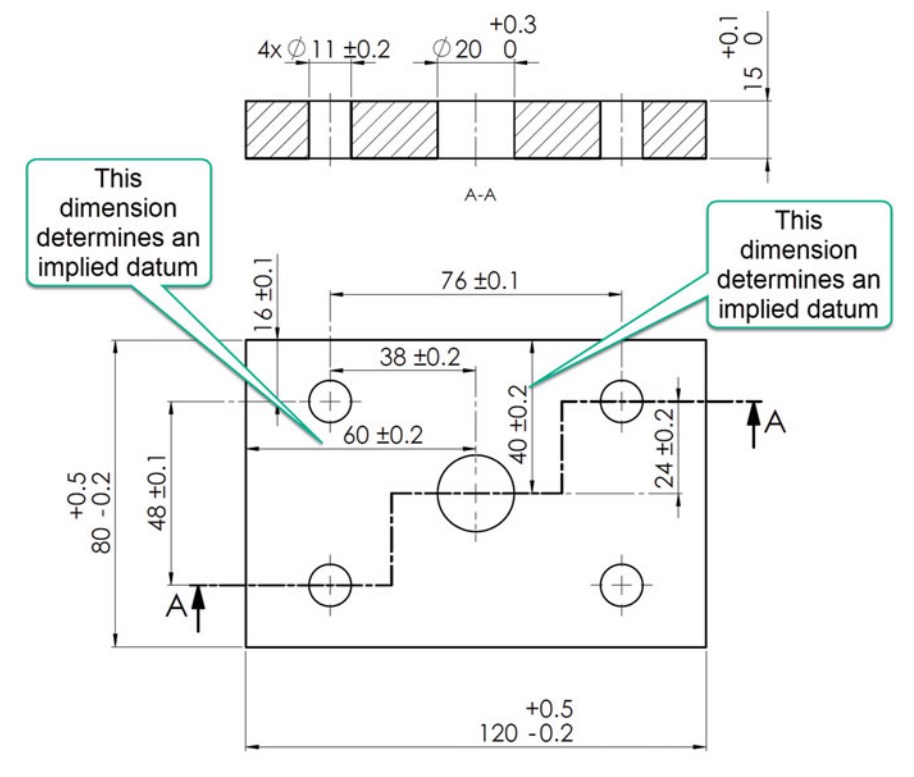 +0.3
4x ∅11 ±0.2
∅20 0
+0.1
15 0
A-A
This
dimension
determines an
implied datum
This
dimension
determines an
implied datum
16 ±0.1
76 ±0.1
38 ±0.2
60 ±0.2
40 ±0.2
24 ±0.2
A
+0.5
80 -0.2
48 ±0.1
A
+0.5
120 -0.2